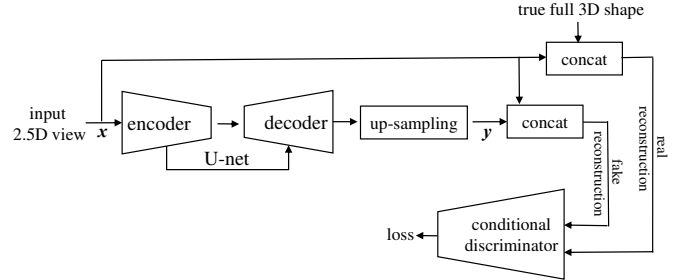 true full 3D shape
concat
input
2.5D view
x
encoder
decoder
up-sampling
y
concat
U-net
fake
reconstruction
real
reconstruction
conditional
discriminator
loss